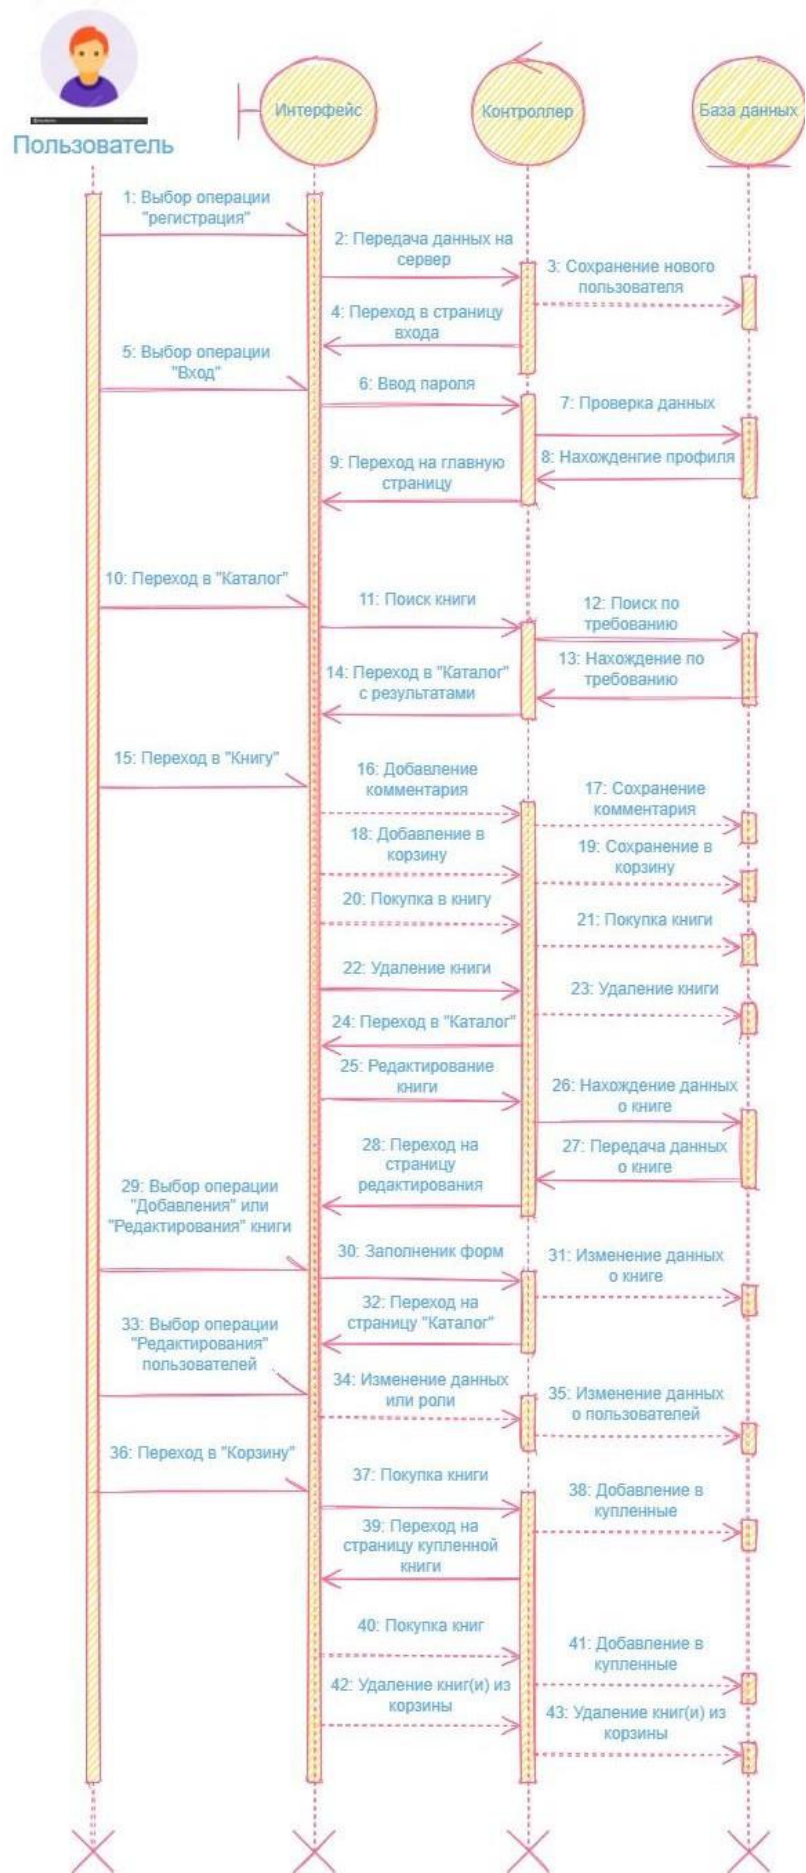 Пользователь
Интерфейс
Контроллер
База данных
1: Выбор операции
"регистрация"
2: Передача данных на
сервер
3: Сохранение нового
пользователя
4: Переход в страницу
входа
5: Выбор операции
"Вход"
6: Ввод пароля
7: Проверка данных
8: Нахожденгие профиля
9: Переход на главную
страницу
10: Переход в "Каталог"
11: Поиск книги
12: Поиск по
требованию
13: Нахождение по
требованию
14: Переход в "Каталог"
с результатами
15: Переход в "Книгу"
16: Добавление
комментария
17: Сохранение
комментария
18: Добавление в
корзину
19: Сохранение в
корзину
20: Покупка в книгу
21: Покупка книги
22: Удаление книги
23: Удаление книги
24: Переход в "Каталог"
25: Редактирование
книги
26: Нахождение данных
о книге
27: Передача данных
о книге
28: Переход на
страницу
редактирования
29: Выбор операции
"Добавления" или
"Редактирования" книги
30: Заполненик форм
31: Изменение данных
о книге
32: Переход на
страницу "Каталог"
33: Выбор операции
"Редактирования"
пользователей
34: Изменение данных
или роли
35: Изменение данных
о пользователей
36: Переход в "Корзину"
37: Покупка книги
38: Добавление в
купленные
39: Переход на
страницу купленной
книги
40: Покупка книг
41: Добавление в
купленные
42: Удаление книг(и) из
корзины
43: Удаление книг(и) из
корзины